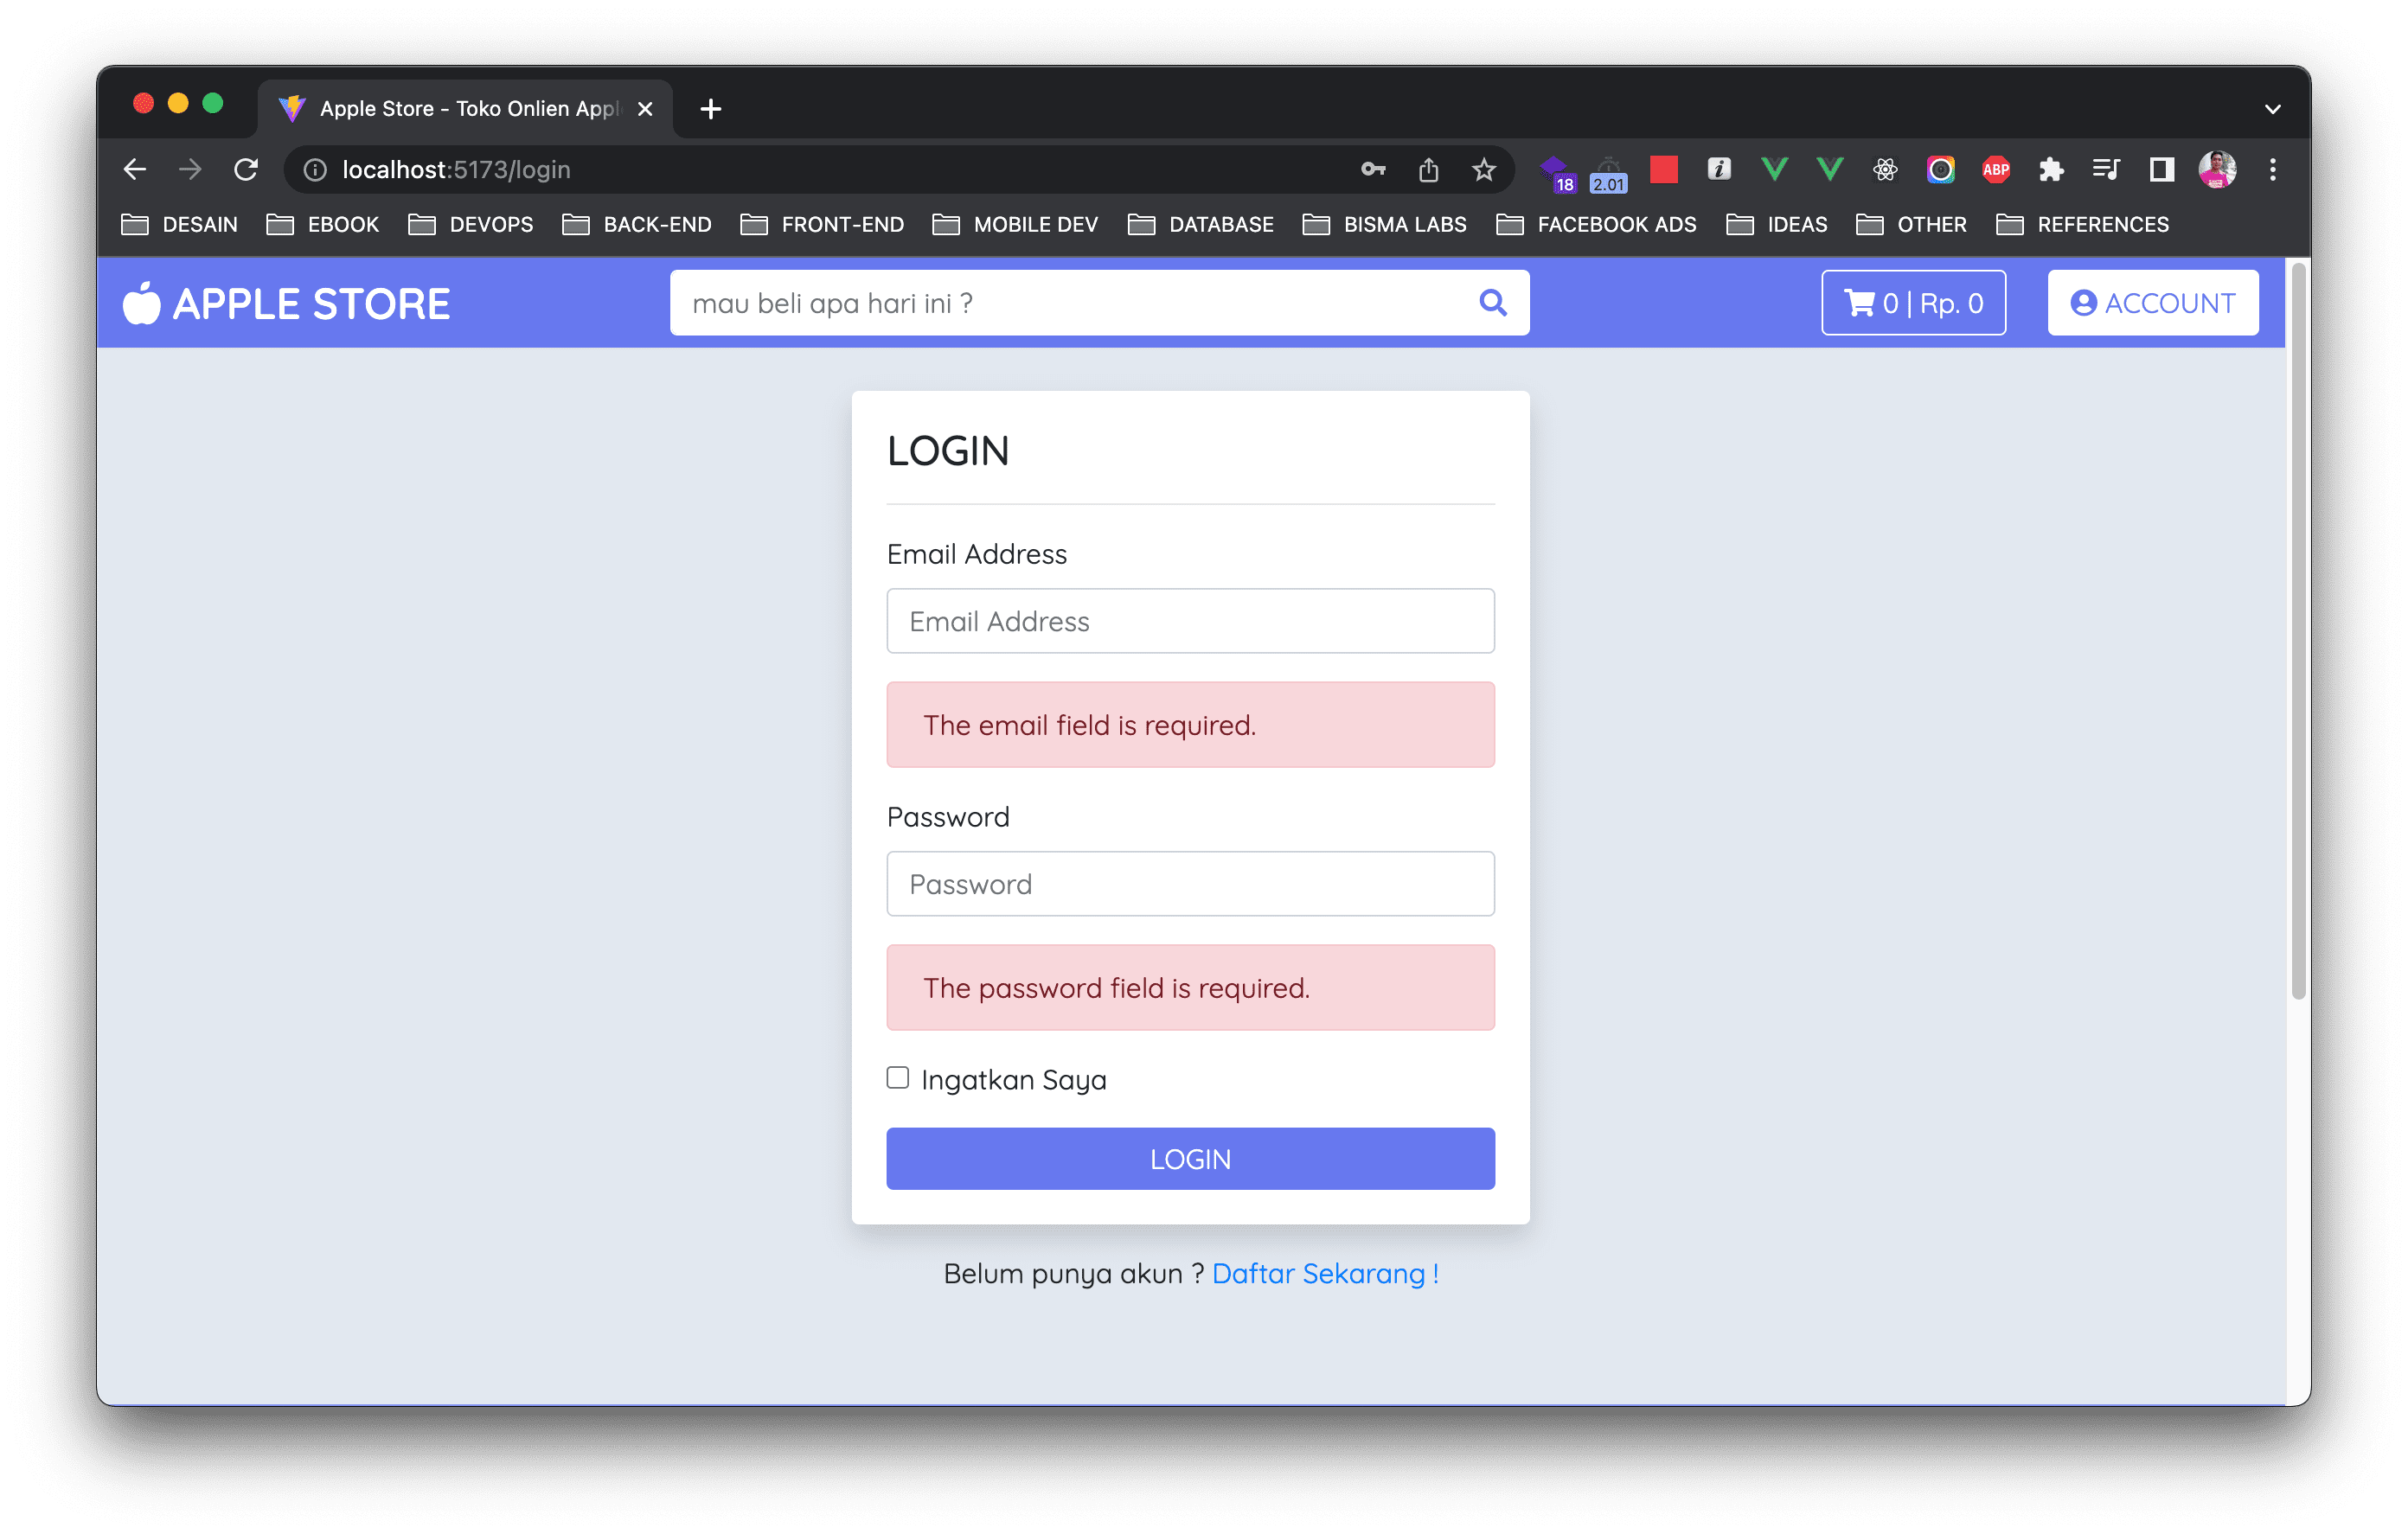 Apple Store - Toko Onlien Appl
localhost:5173/login
18
2.01
ABP
DESAIN EBOOK DEVOPS BACK-END FRONT-END MOBILE DEV DATABASE BISMA LABS FACEBOOK ADS IDEAS OTHER REFERENCES
APPLE STORE
mau beli apa hari ini ?
0 | Rp. 0
ACCOUNT
LOGIN
Email Address
Email Address
The email field is required.
Password
Password
The password field is required.
Ingatkan Saya
LOGIN
Belum punya akun ? Daftar Sekarang !